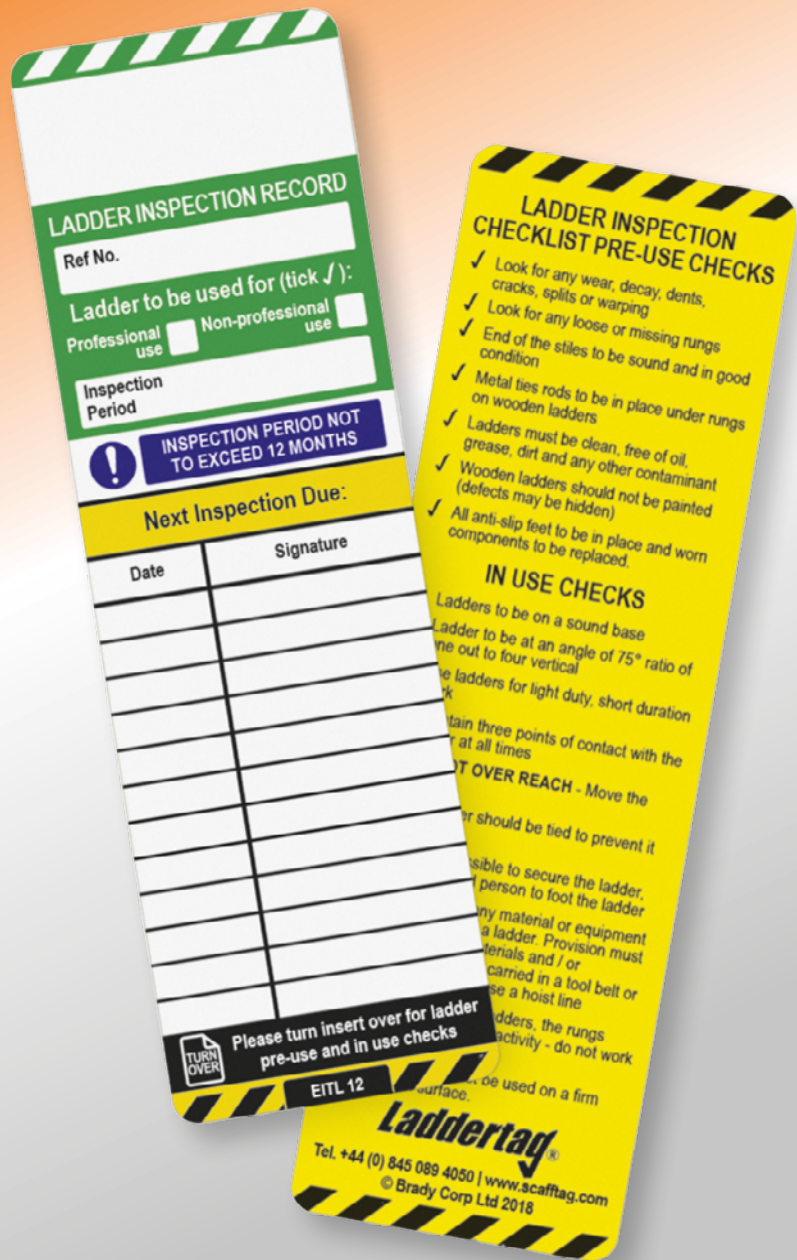 LADDER INSPECTION RECORD
Ref No.
Ladder to be used for (tick ✓):
Professional
use
Non-professional
use
Inspection
Period
!
INSPECTION PERIOD NOT
TO EXCEED 12 MONTHS
Next Inspection Due:
Date
Signature
TURN
OVER
Please turn insert over for ladder
pre-use and in use checks
EITL 12
LADDER INSPECTION
CHECKLIST PRE-USE CHECKS
✓ Look for any wear, decay, dents,
cracks, splits or warping
✓ Look for any loose or missing rungs
✓ End of the stiles to be sound and in good
condition
✓ Metal ties rods to be in place under rungs
on wooden ladders
✓ Ladders must be clean, free of oil,
grease, dirt and any other contaminant
✓ Wooden ladders should not be painted
(defects may be hidden)
✓ All anti-slip feet to be in place and worn
components to be replaced.
IN USE CHECKS
Ladders to be on a sound base
Ladder to be at an angle of 75° ratio of
out to four vertical
ladders for light duty, short duration
three points of contact with the
at all times
OVER REACH - Move the
should be tied to prevent it
to secure the ladder,
person to foot the ladder
material or equipment
a ladder. Provision must
and / or
carried in a tool belt or
a hoist line
the rungs
activity - do not work
be used on a firm
surface.
Laddertag®
Tel. +44 (0) 845 089 4050 | www.scafftag.com
© Brady Corp Ltd 2018